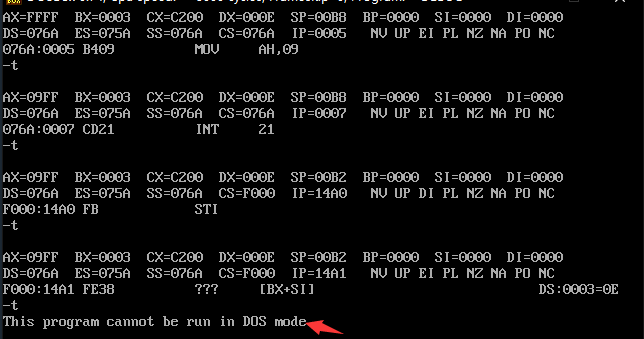 AX=FFFF BX=0003 CX=C200 DX=000E SP=00B8 BP=0000 SI=0000 DI=0000
DS=076A ES=075A SS=076A CS=076A IP=0005 NV UP EI PL NZ NA PO NC
076A:0005 B409 MOV AH,09
-t
AX=09FF BX=0003 CX=C200 DX=000E SP=00B8 BP=0000 SI=0000 DI=0000
DS=076A ES=075A SS=076A CS=076A IP=0007 NV UP EI PL NZ NA PO NC
076A:0007 CD21 INT 21
-t
AX=09FF BX=0003 CX=C200 DX=000E SP=00B2 BP=0000 SI=0000 DI=0000
DS=076A ES=075A SS=076A CS=F000 IP=14A0 NV UP DI PL NZ NA PO NC
F000:14A0 FB STI
-t
AX=09FF BX=0003 CX=C200 DX=000E SP=00B2 BP=0000 SI=0000 DI=0000
DS=076A ES=075A SS=076A CS=F000 IP=14A1 NV UP EI PL NZ NA PO NC
F000:14A1 FE38 ??? [BX+SI] DS:0003=0E
-t
This program cannot be run in DOS mode